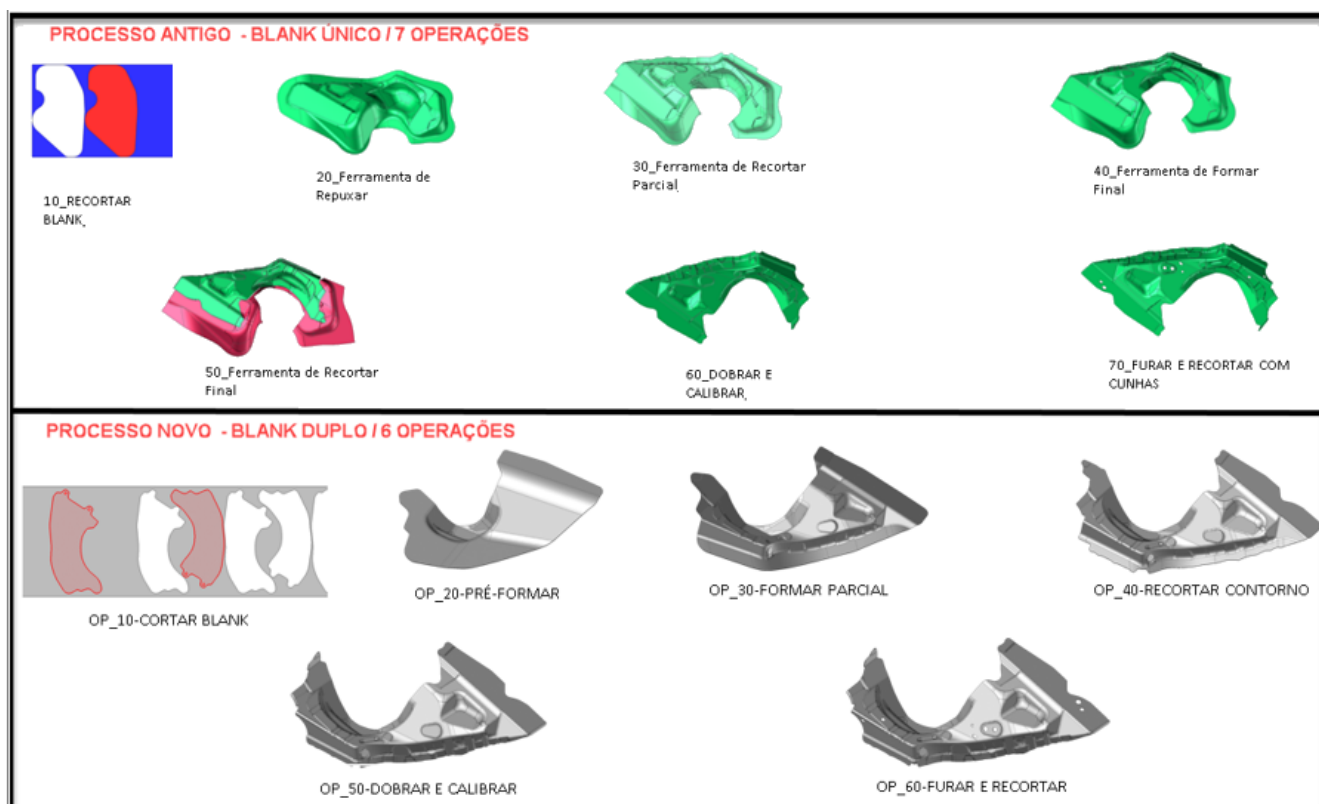 PROCESSO ANTIGO - BLANK ÚNICO / 7 OPERAÇÕES
10_RECORTAR
BLANK,
20_Ferramenta de
Repuxar
30_Ferramenta de Recortar
Parcial,
40_Ferramenta de Formar
Final
50_Ferramenta de Recortar
Final
60_DOBRAR E
CALIBRAR,
70_FURAR E RECORTAR COM
CUNHAS
PROCESSO NOVO - BLANK DUPLO / 6 OPERAÇÕES
OP_10-CORTAR BLANK
OP_20-PRÉ-FORMAR
OP_30-FORMAR PARCIAL
OP_40-RECORTAR CONTORNO
OP_50-DOBRAR E CALIBRAR
OP_60-FURAR E RECORTAR